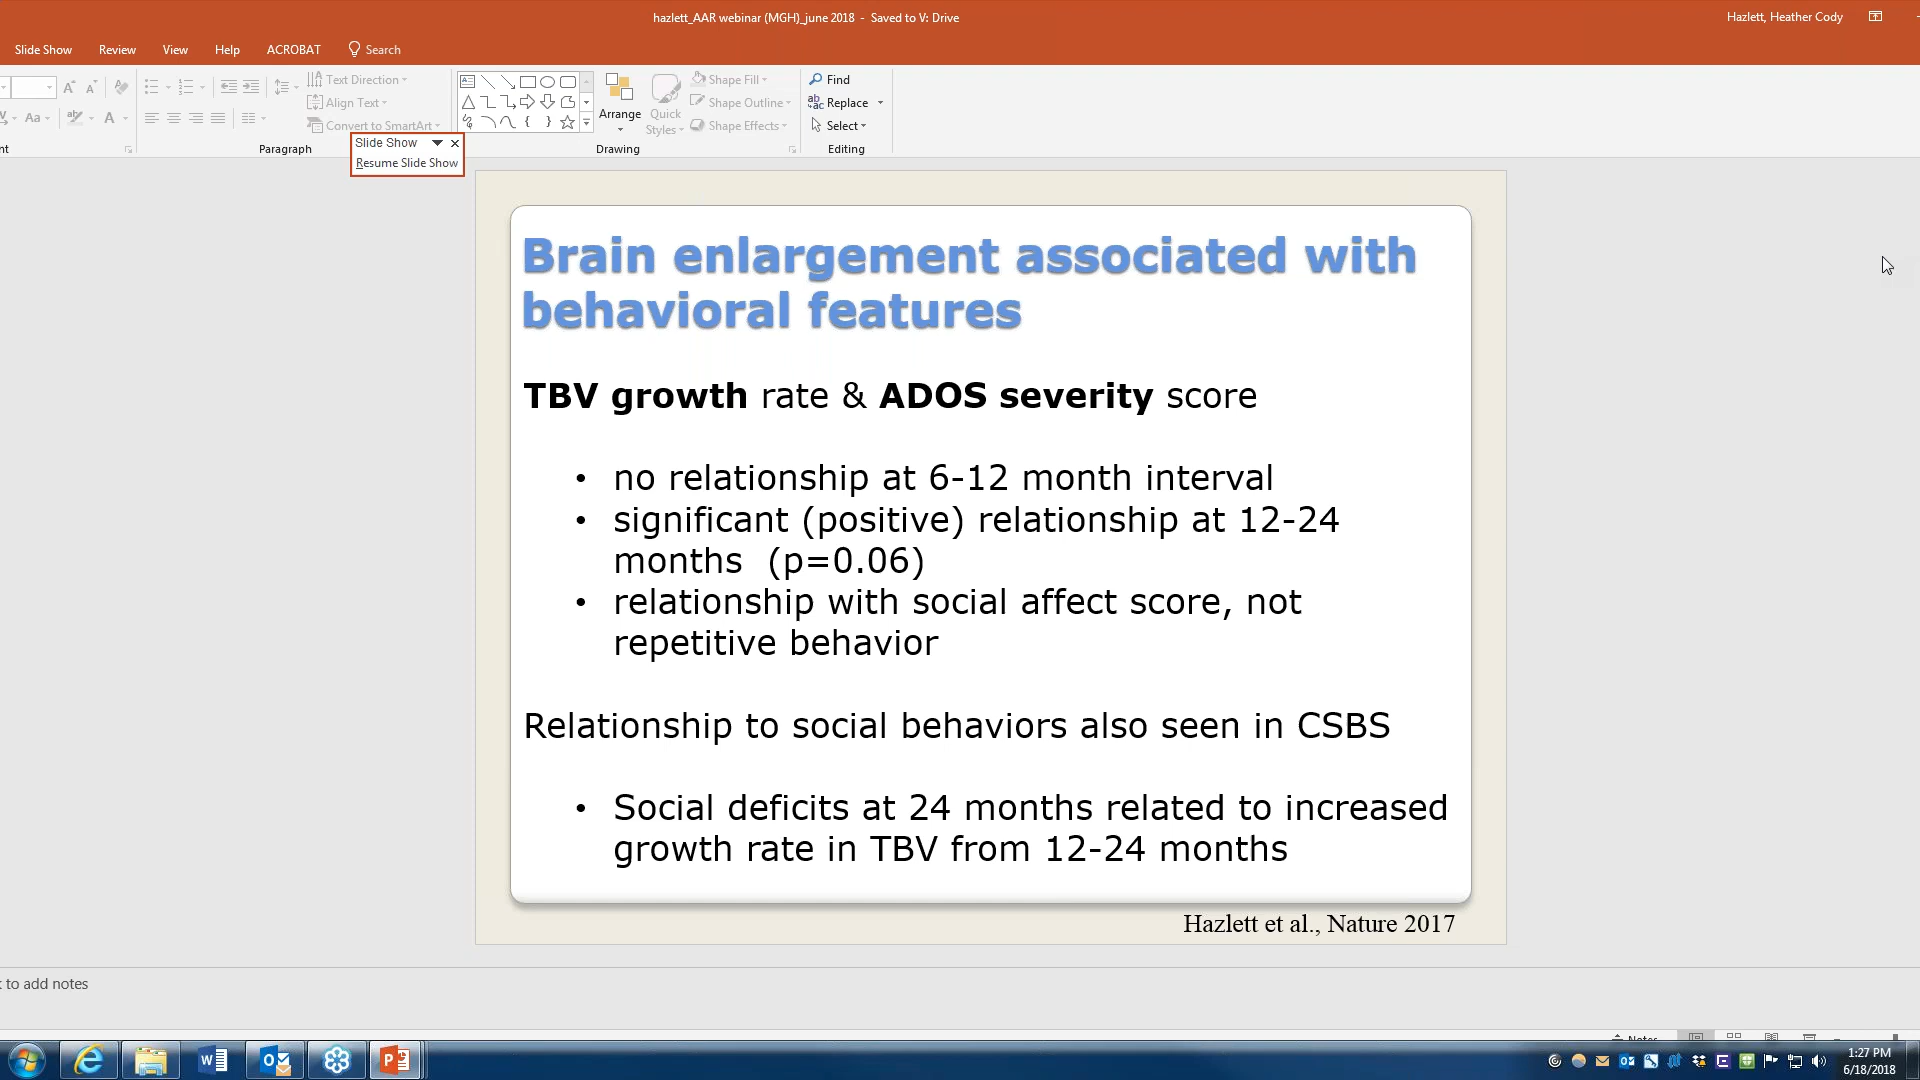 hazlett_AAR webinar (MGH)_june 2018 - Saved to V: Drive
Hazlett, Heather Cody
Slide Show Review View Help ACROBAT Search
Text Direction
Align Text
Convert to SmartArt
Aa
A
Paragraph
Arrange
Quick
Styles
Shape Fill
Shape Outline
Shape Effects
Drawing
Find
Replace
Select
Editing
Slide Show
Resume Slide Show
Brain enlargement associated with
behavioral features
TBV growth rate & ADOS severity score
• no relationship at 6-12 month interval
• significant (positive) relationship at 12-24
months (p=0.06)
• relationship with social affect score, not
repetitive behavior
Relationship to social behaviors also seen in CSBS
• Social deficits at 24 months related to increased
growth rate in TBV from 12-24 months
Hazlett et al., Nature 2017
to add notes
Notes
1:27 PM
6/18/2018